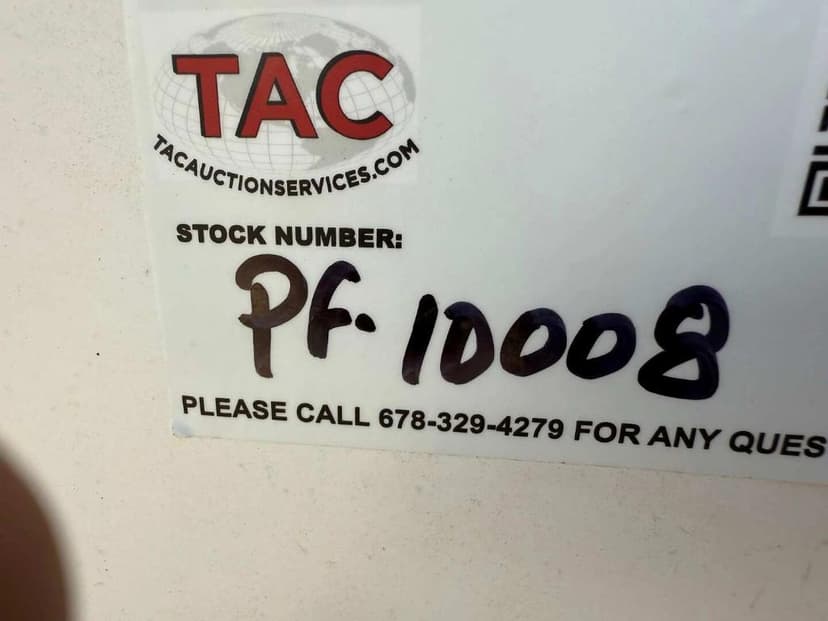 TAC
TACAUCTIONSERVICES.COM
STOCK NUMBER:
PF-10008
PLEASE CALL 678-329-4279 FOR ANY QUES